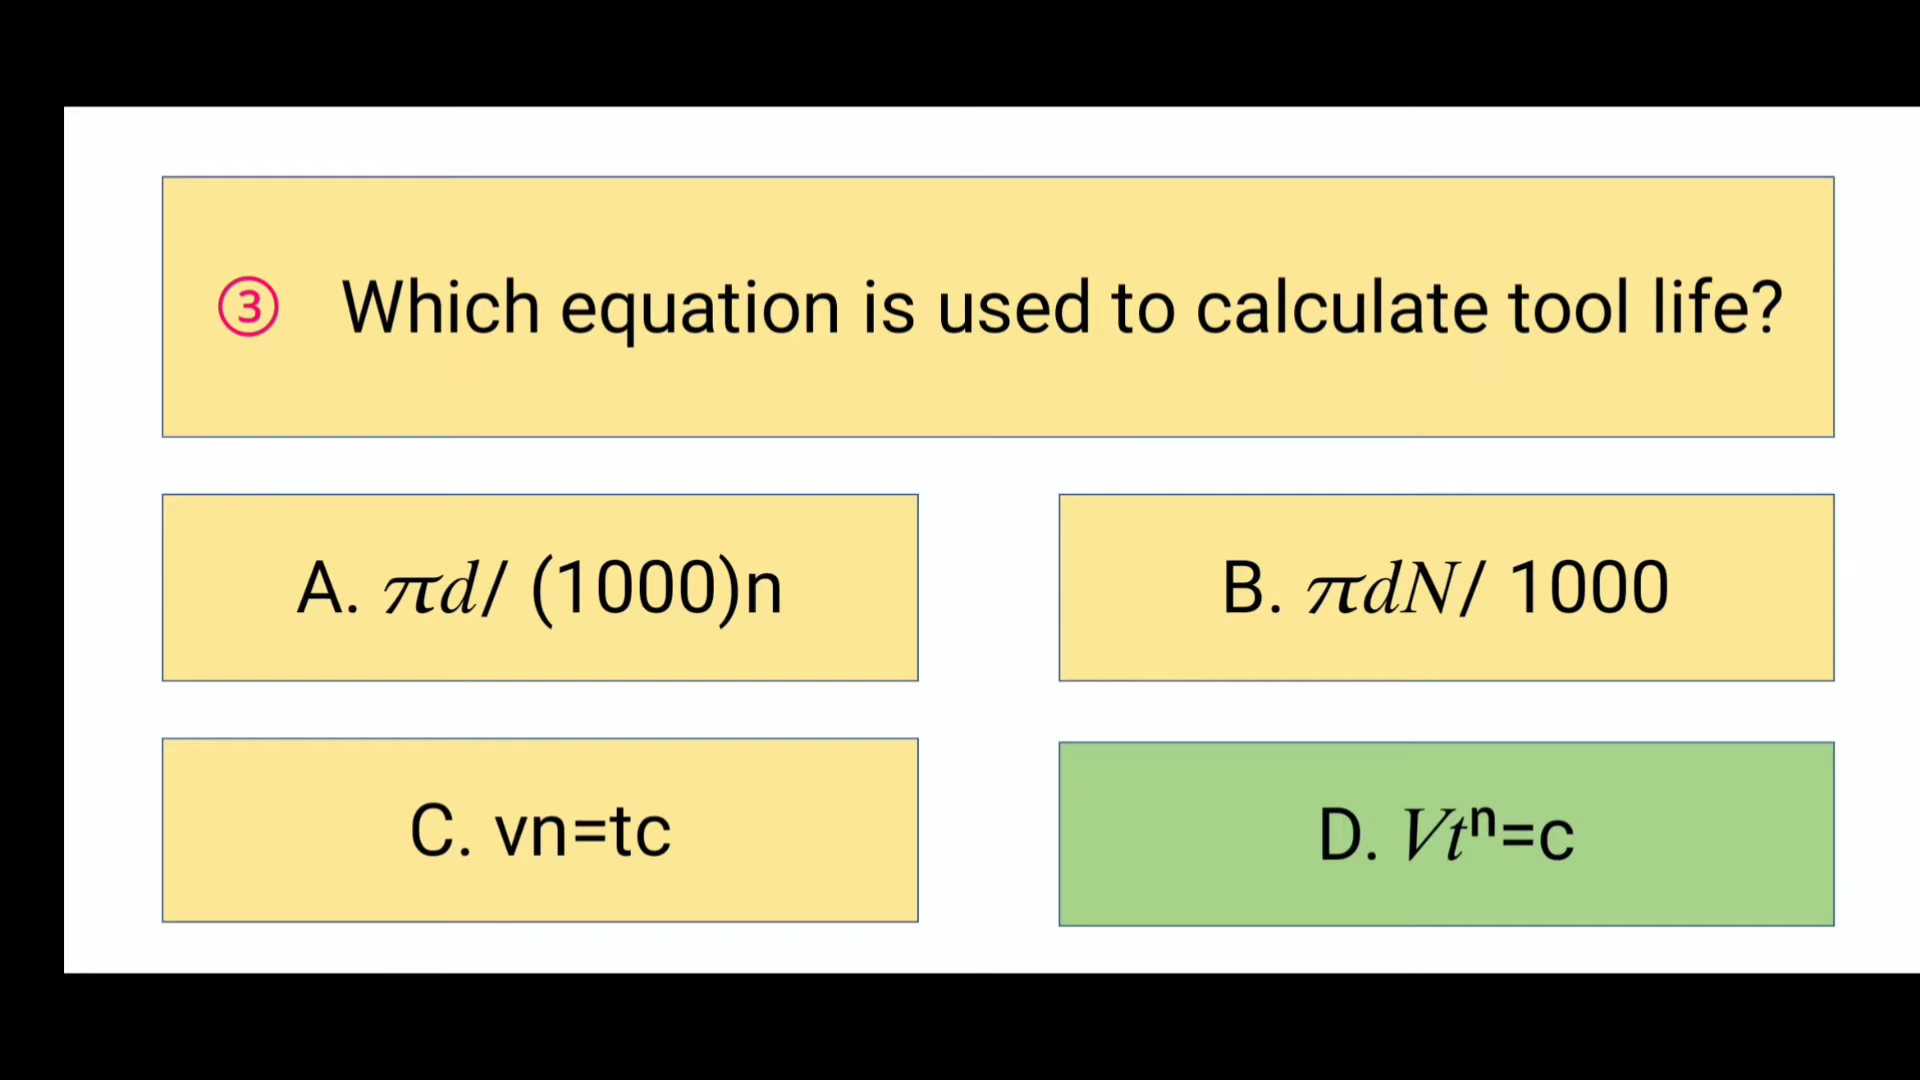 ③ Which equation is used to calculate tool life?
A. πd/ (1000)n
B. πdN/ 1000
C. vn=tc
D. Vtⁿ=c